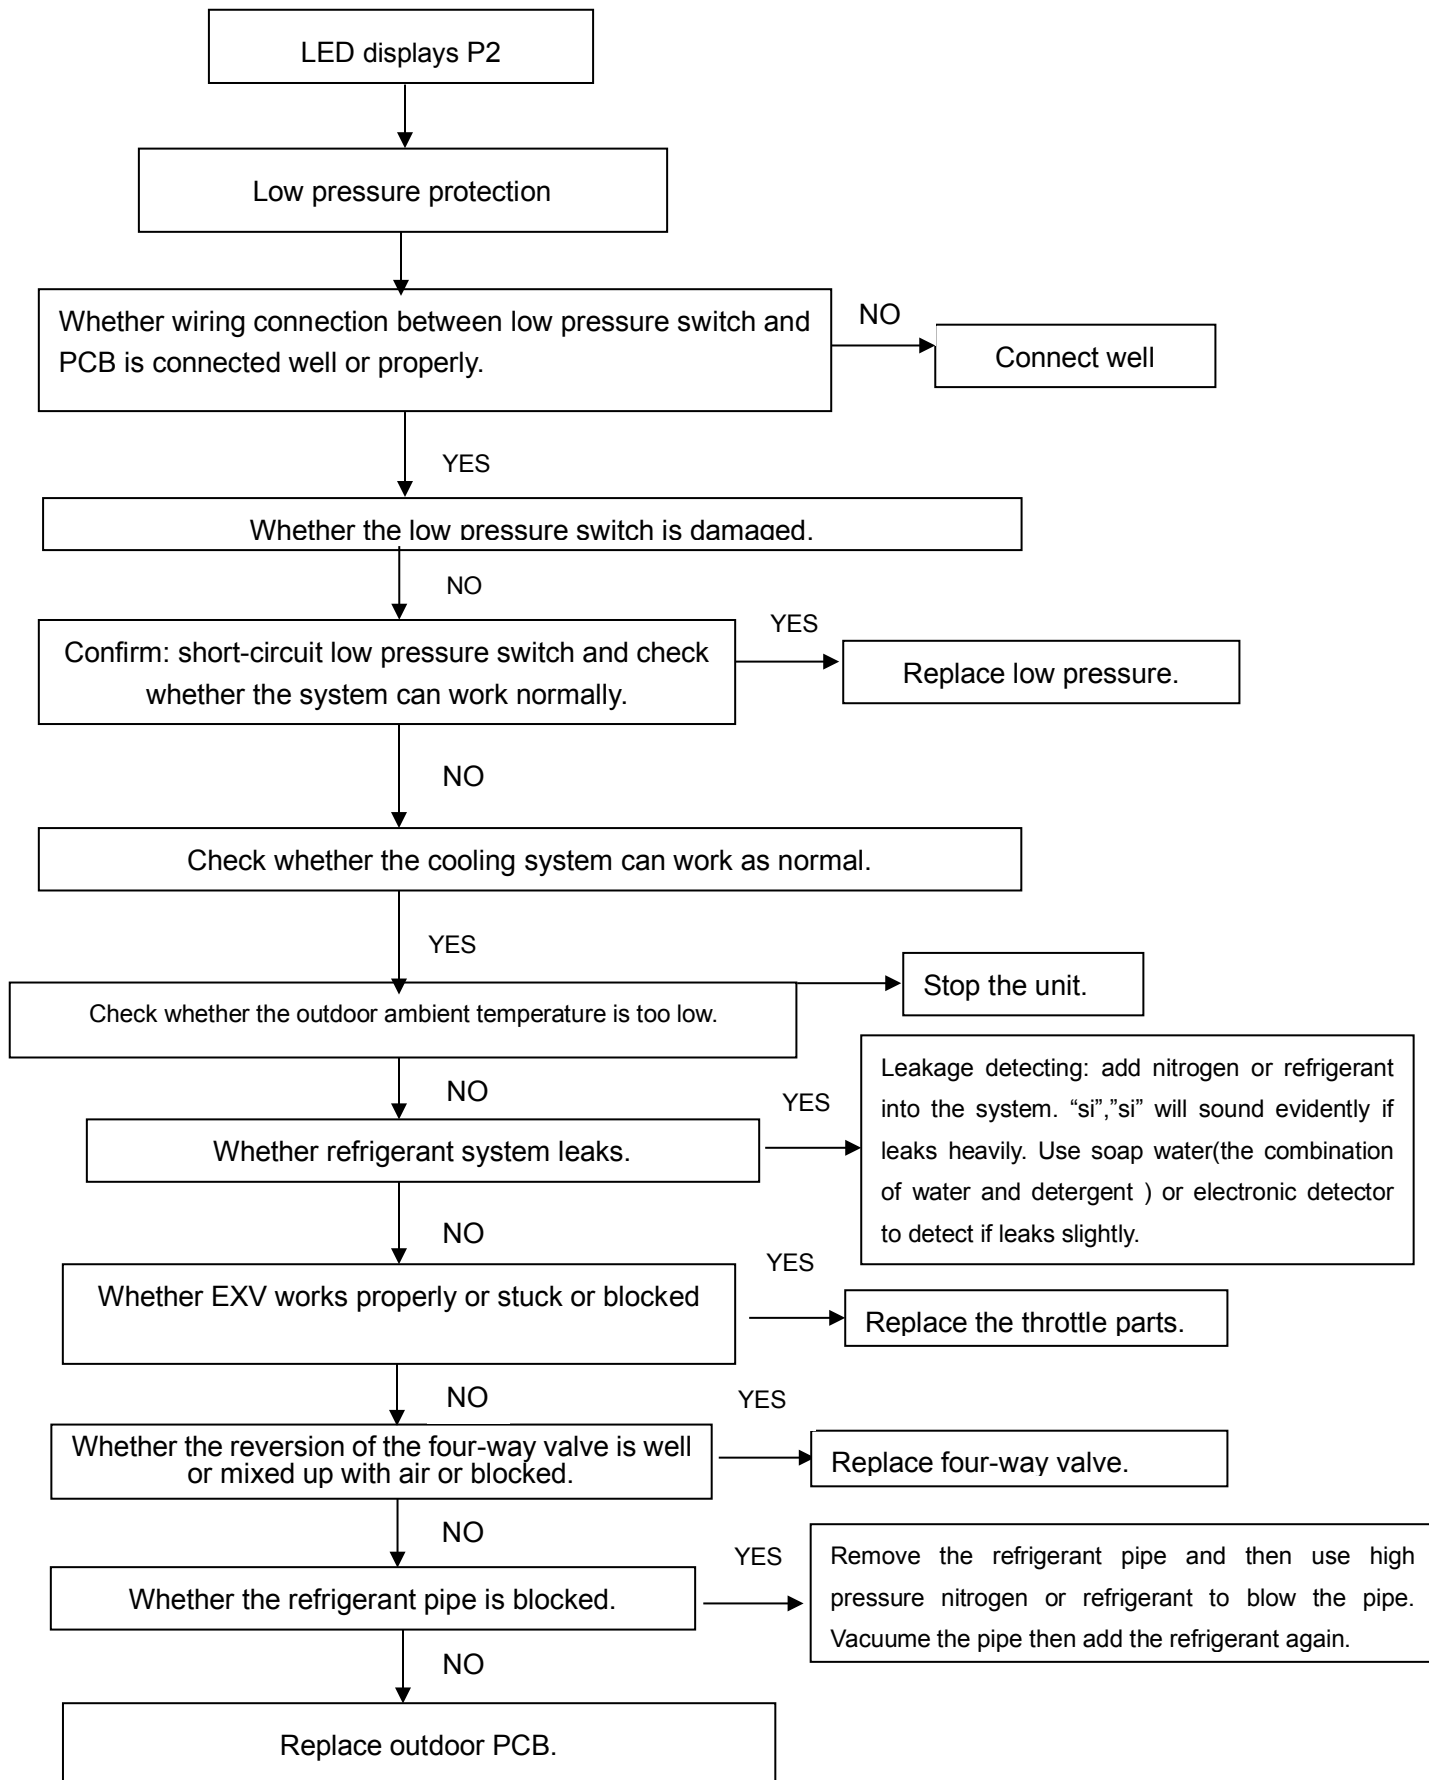 LED displays P2
Low pressure protection
Whether wiring connection between low pressure switch and
PCB is connected well or properly.
NO
Connect well
YES
Whether the low pressure switch is damaged.
NO
Confirm: short-circuit low pressure switch and check
whether the system can work normally.
YES
Replace low pressure.
NO
Check whether the cooling system can work as normal.
YES
Check whether the outdoor ambient temperature is too low.
Stop the unit.
NO
Whether refrigerant system leaks.
YES
Leakage detecting: add nitrogen or refrigerant
into the system. “si”,”si” will sound evidently if
leaks heavily. Use soap water(the combination
of water and detergent ) or electronic detector
to detect if leaks slightly.
NO
Whether EXV works properly or stuck or blocked
YES
Replace the throttle parts.
NO
YES
Whether the reversion of the four-way valve is well
or mixed up with air or blocked.
Replace four-way valve.
NO
Whether the refrigerant pipe is blocked.
YES
Remove the refrigerant pipe and then use high
pressure nitrogen or refrigerant to blow the pipe.
Vacuume the pipe then add the refrigerant again.
NO
Replace outdoor PCB.